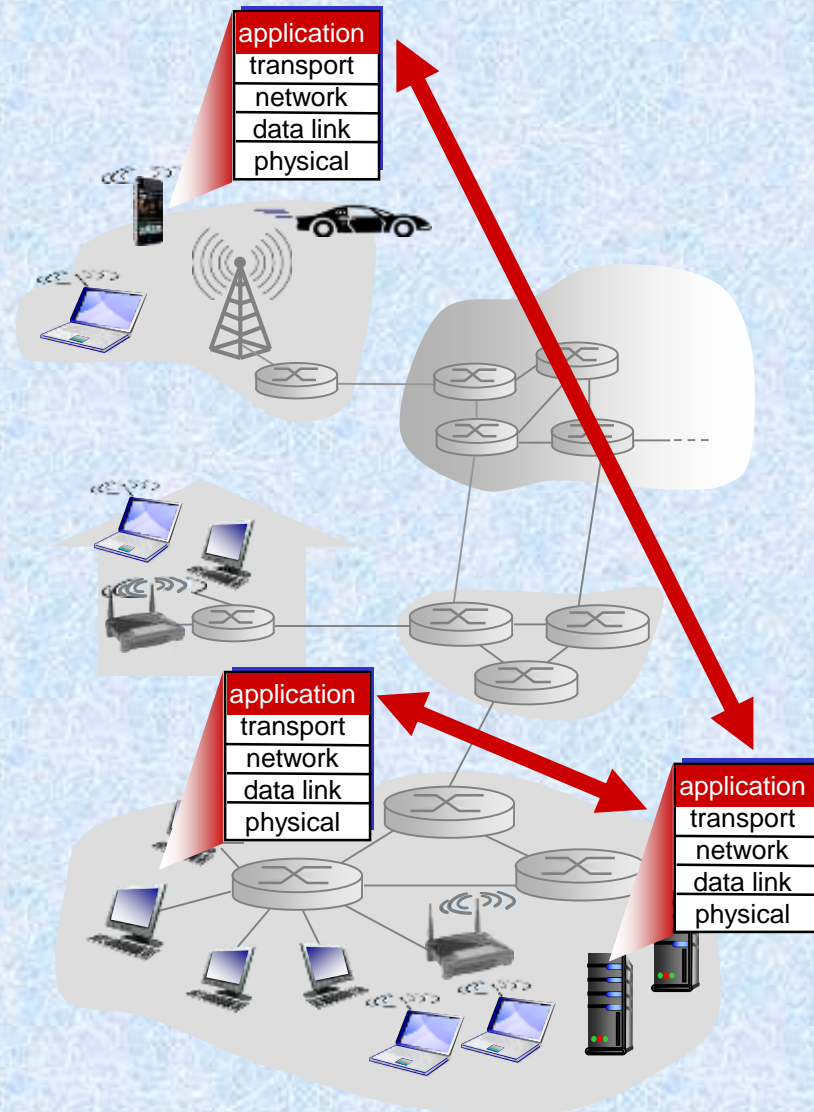 application
transport
network
data link
physical
application
transport
network
data link
physical
application
transport
network
data link
physical